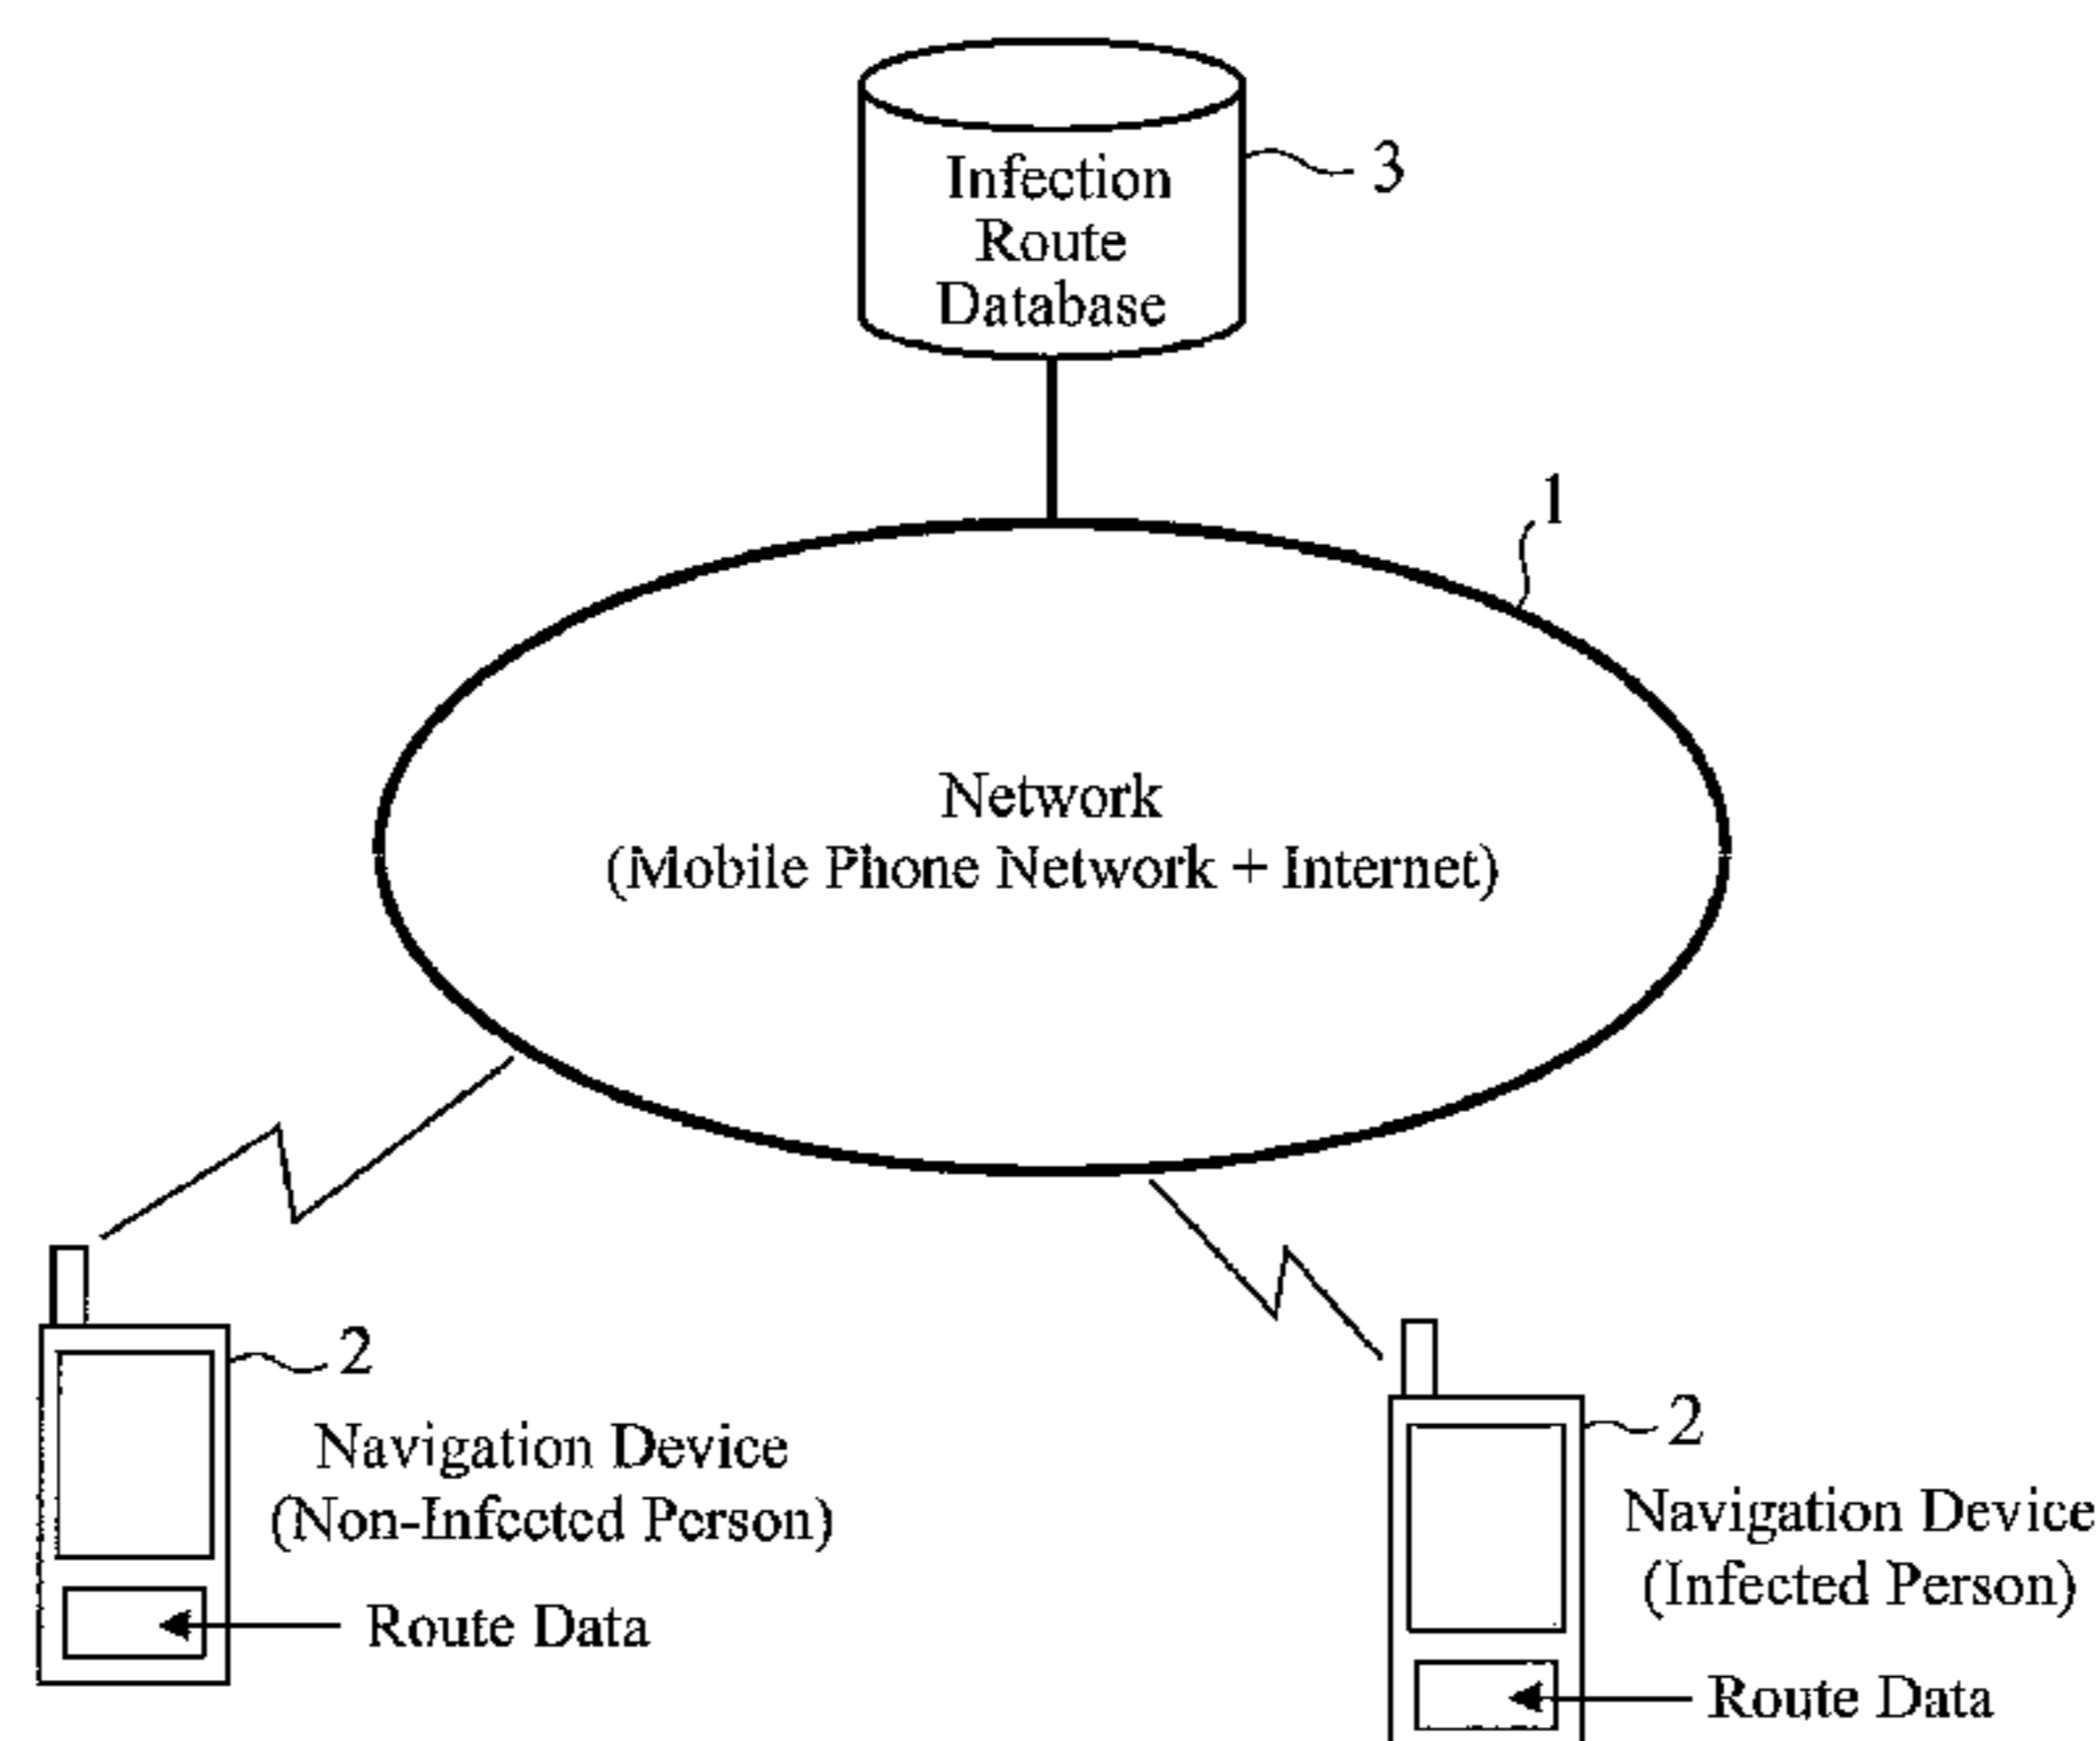 Infection
Route
Database
3
1
Network
(Mobile Phone Network + Internet)
2
Navigation Device
(Non-Infected Person)
Route Data
2
Navigation Device
(Infected Person)
Route Data